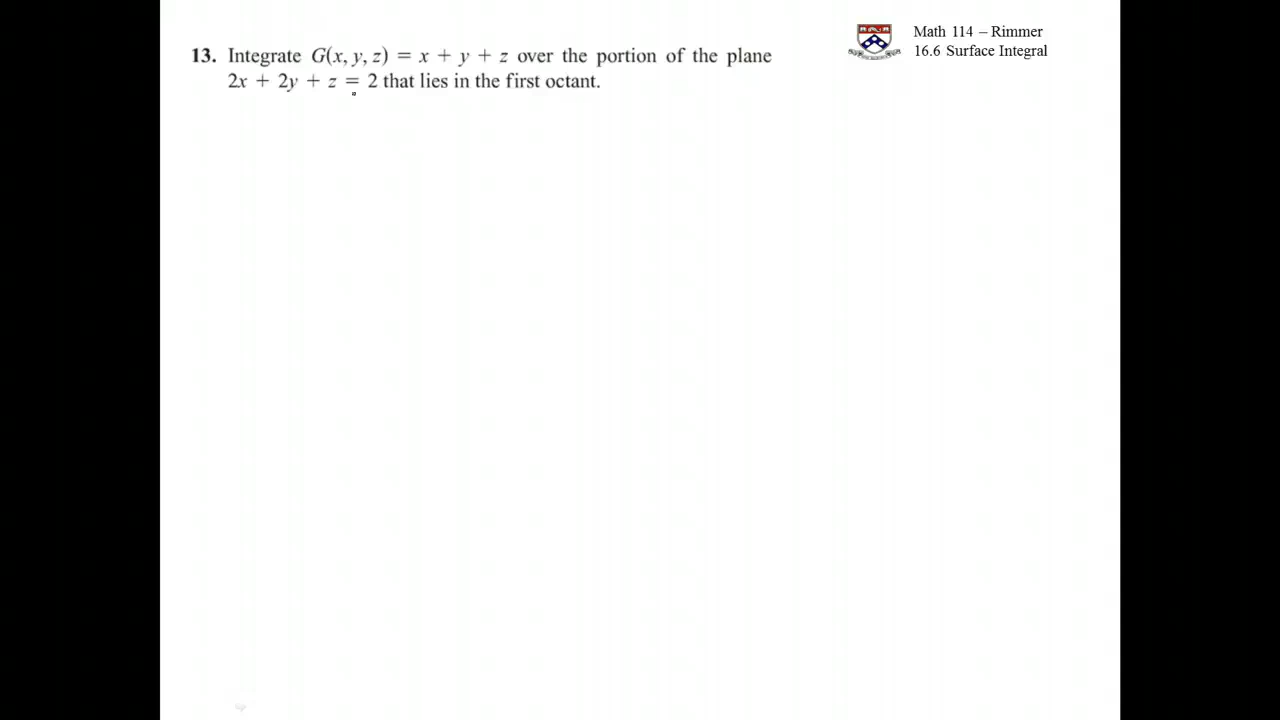 Math 114 – Rimmer
16.6 Surface Integral
13. Integrate G(x, y, z) = x + y + z over the portion of the plane
2x + 2y + z = 2 that lies in the first octant.